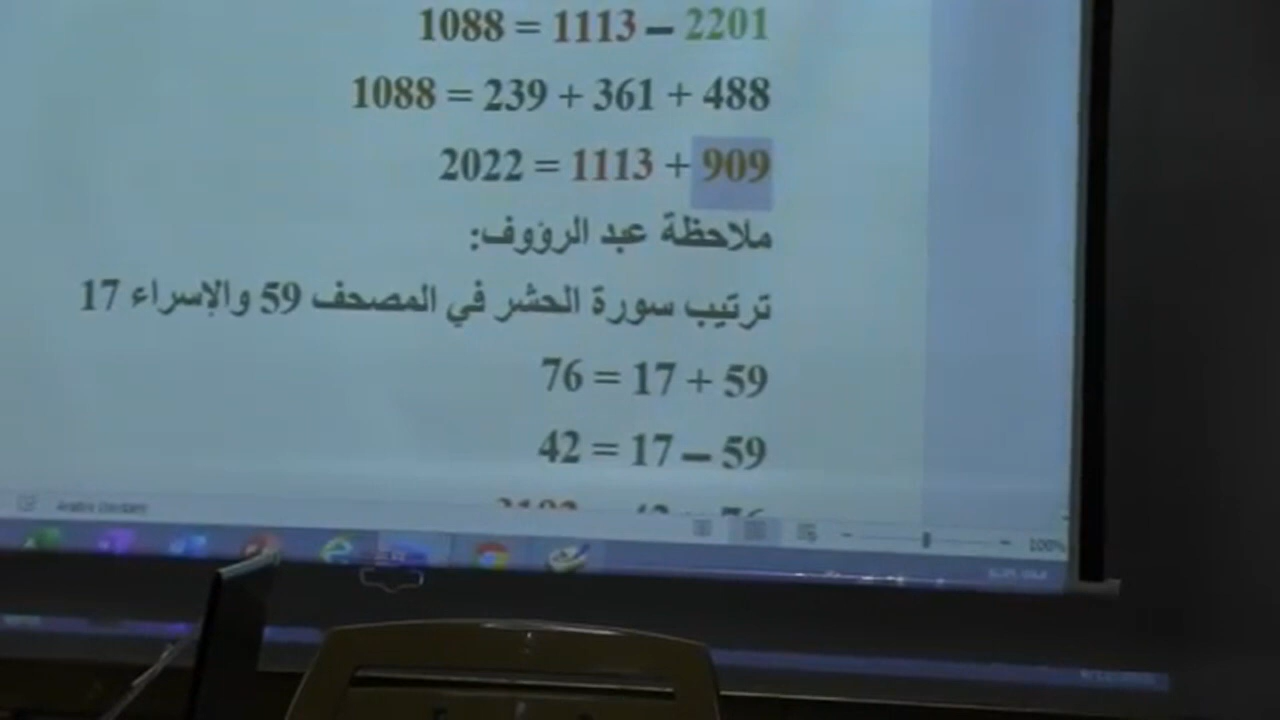 2201 – 1113 = 1088
488 + 361 + 239 = 1088
909 + 1113 = 2022
ملاحظة عبد الرؤوف:
ترتيب سورة الحشر في المصحف 59 والإسراء 17
59 + 17 = 76
59 – 17 = 42
100%